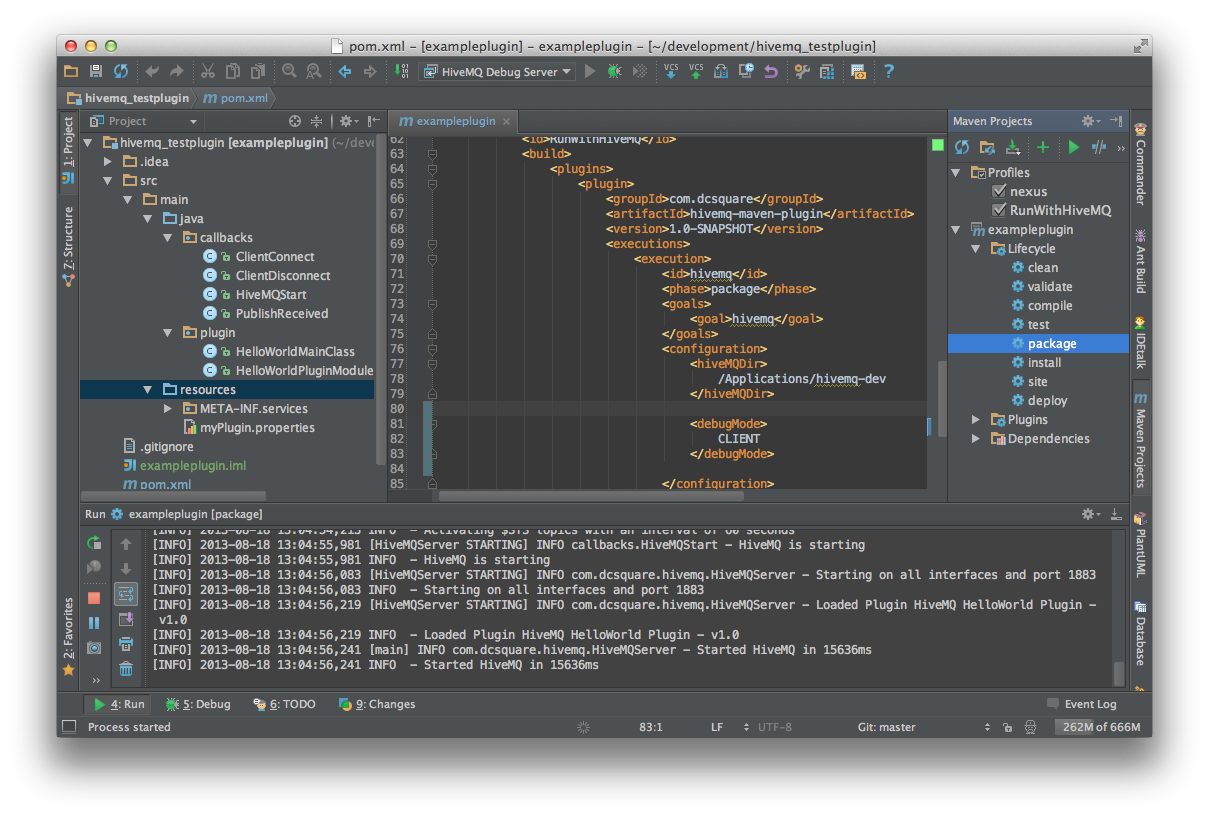 pom.xml – [exampleplugin] – exampleplugin – [~/development/hivemq_testplugin]
HiveMQ Debug Server
VCS
VCS
?
hivemq_testplugin
m pom.xml
1: Project
7: Structure
2: Favorites
Project
hivemq_testplugin [exampleplugin] (~/deve
.idea
src
main
java
callbacks
ClientConnect
ClientDisconnect
HiveMQStart
PublishReceived
plugin
HelloWorldMainClass
HelloWorldPluginModule
resources
META-INF.services
myPlugin.properties
.gitignore
exampleplugin.iml
m pom.xml
m exampleplugin
62 <id>RunWithHiveMQ</id>
63 <build>
64 <plugins>
65 <plugin>
66 <groupId>com.dcsquare</groupId>
67 <artifactId>hivemq-maven-plugin</artifactId>
68 <version>1.0-SNAPSHOT</version>
69 <executions>
70 <execution>
71 <id>hivemq</id>
72 <phase>package</phase>
73 <goals>
74 <goal>hivemq</goal>
75 </goals>
76 <configuration>
77 <hiveMQDir>
78 /Applications/hivemq-dev
79 </hiveMQDir>
80
81 <debugMode>
82 CLIENT
83 </debugMode>
84
85 </configuration>
Maven Projects
Profiles
nexus
RunWithHiveMQ
exampleplugin
Lifecycle
clean
validate
compile
test
package
install
site
deploy
Plugins
Dependencies
Commander
Ant Build
IDEtalk
m Maven Projects
PlantUML
Database
Run exampleplugin [package]
[INFO] 2013-08-18 13:04:54,215 INFO  - Activating $SYS topics with an interval of 60 seconds
[INFO] 2013-08-18 13:04:55,981 [HiveMQServer STARTING] INFO callbacks.HiveMQStart - HiveMQ is starting
[INFO] 2013-08-18 13:04:55,981 INFO  - HiveMQ is starting
[INFO] 2013-08-18 13:04:56,083 [HiveMQServer STARTING] INFO com.dcsquare.hivemq.HiveMQServer - Starting on all interfaces and port 1883
[INFO] 2013-08-18 13:04:56,083 INFO  - Starting on all interfaces and port 1883
[INFO] 2013-08-18 13:04:56,219 [HiveMQServer STARTING] INFO com.dcsquare.hivemq.HiveMQServer - Loaded Plugin HiveMQ HelloWorld Plugin -
v1.0
[INFO] 2013-08-18 13:04:56,219 INFO  - Loaded Plugin HiveMQ HelloWorld Plugin - v1.0
[INFO] 2013-08-18 13:04:56,241 [main] INFO com.dcsquare.hivemq.HiveMQServer - Started HiveMQ in 15636ms
[INFO] 2013-08-18 13:04:56,241 INFO  - Started HiveMQ in 15636ms
4: Run
5: Debug
6: TODO
9: Changes
Event Log
Process started
83:1
LF
UTF-8
Git: master
262M of 666M